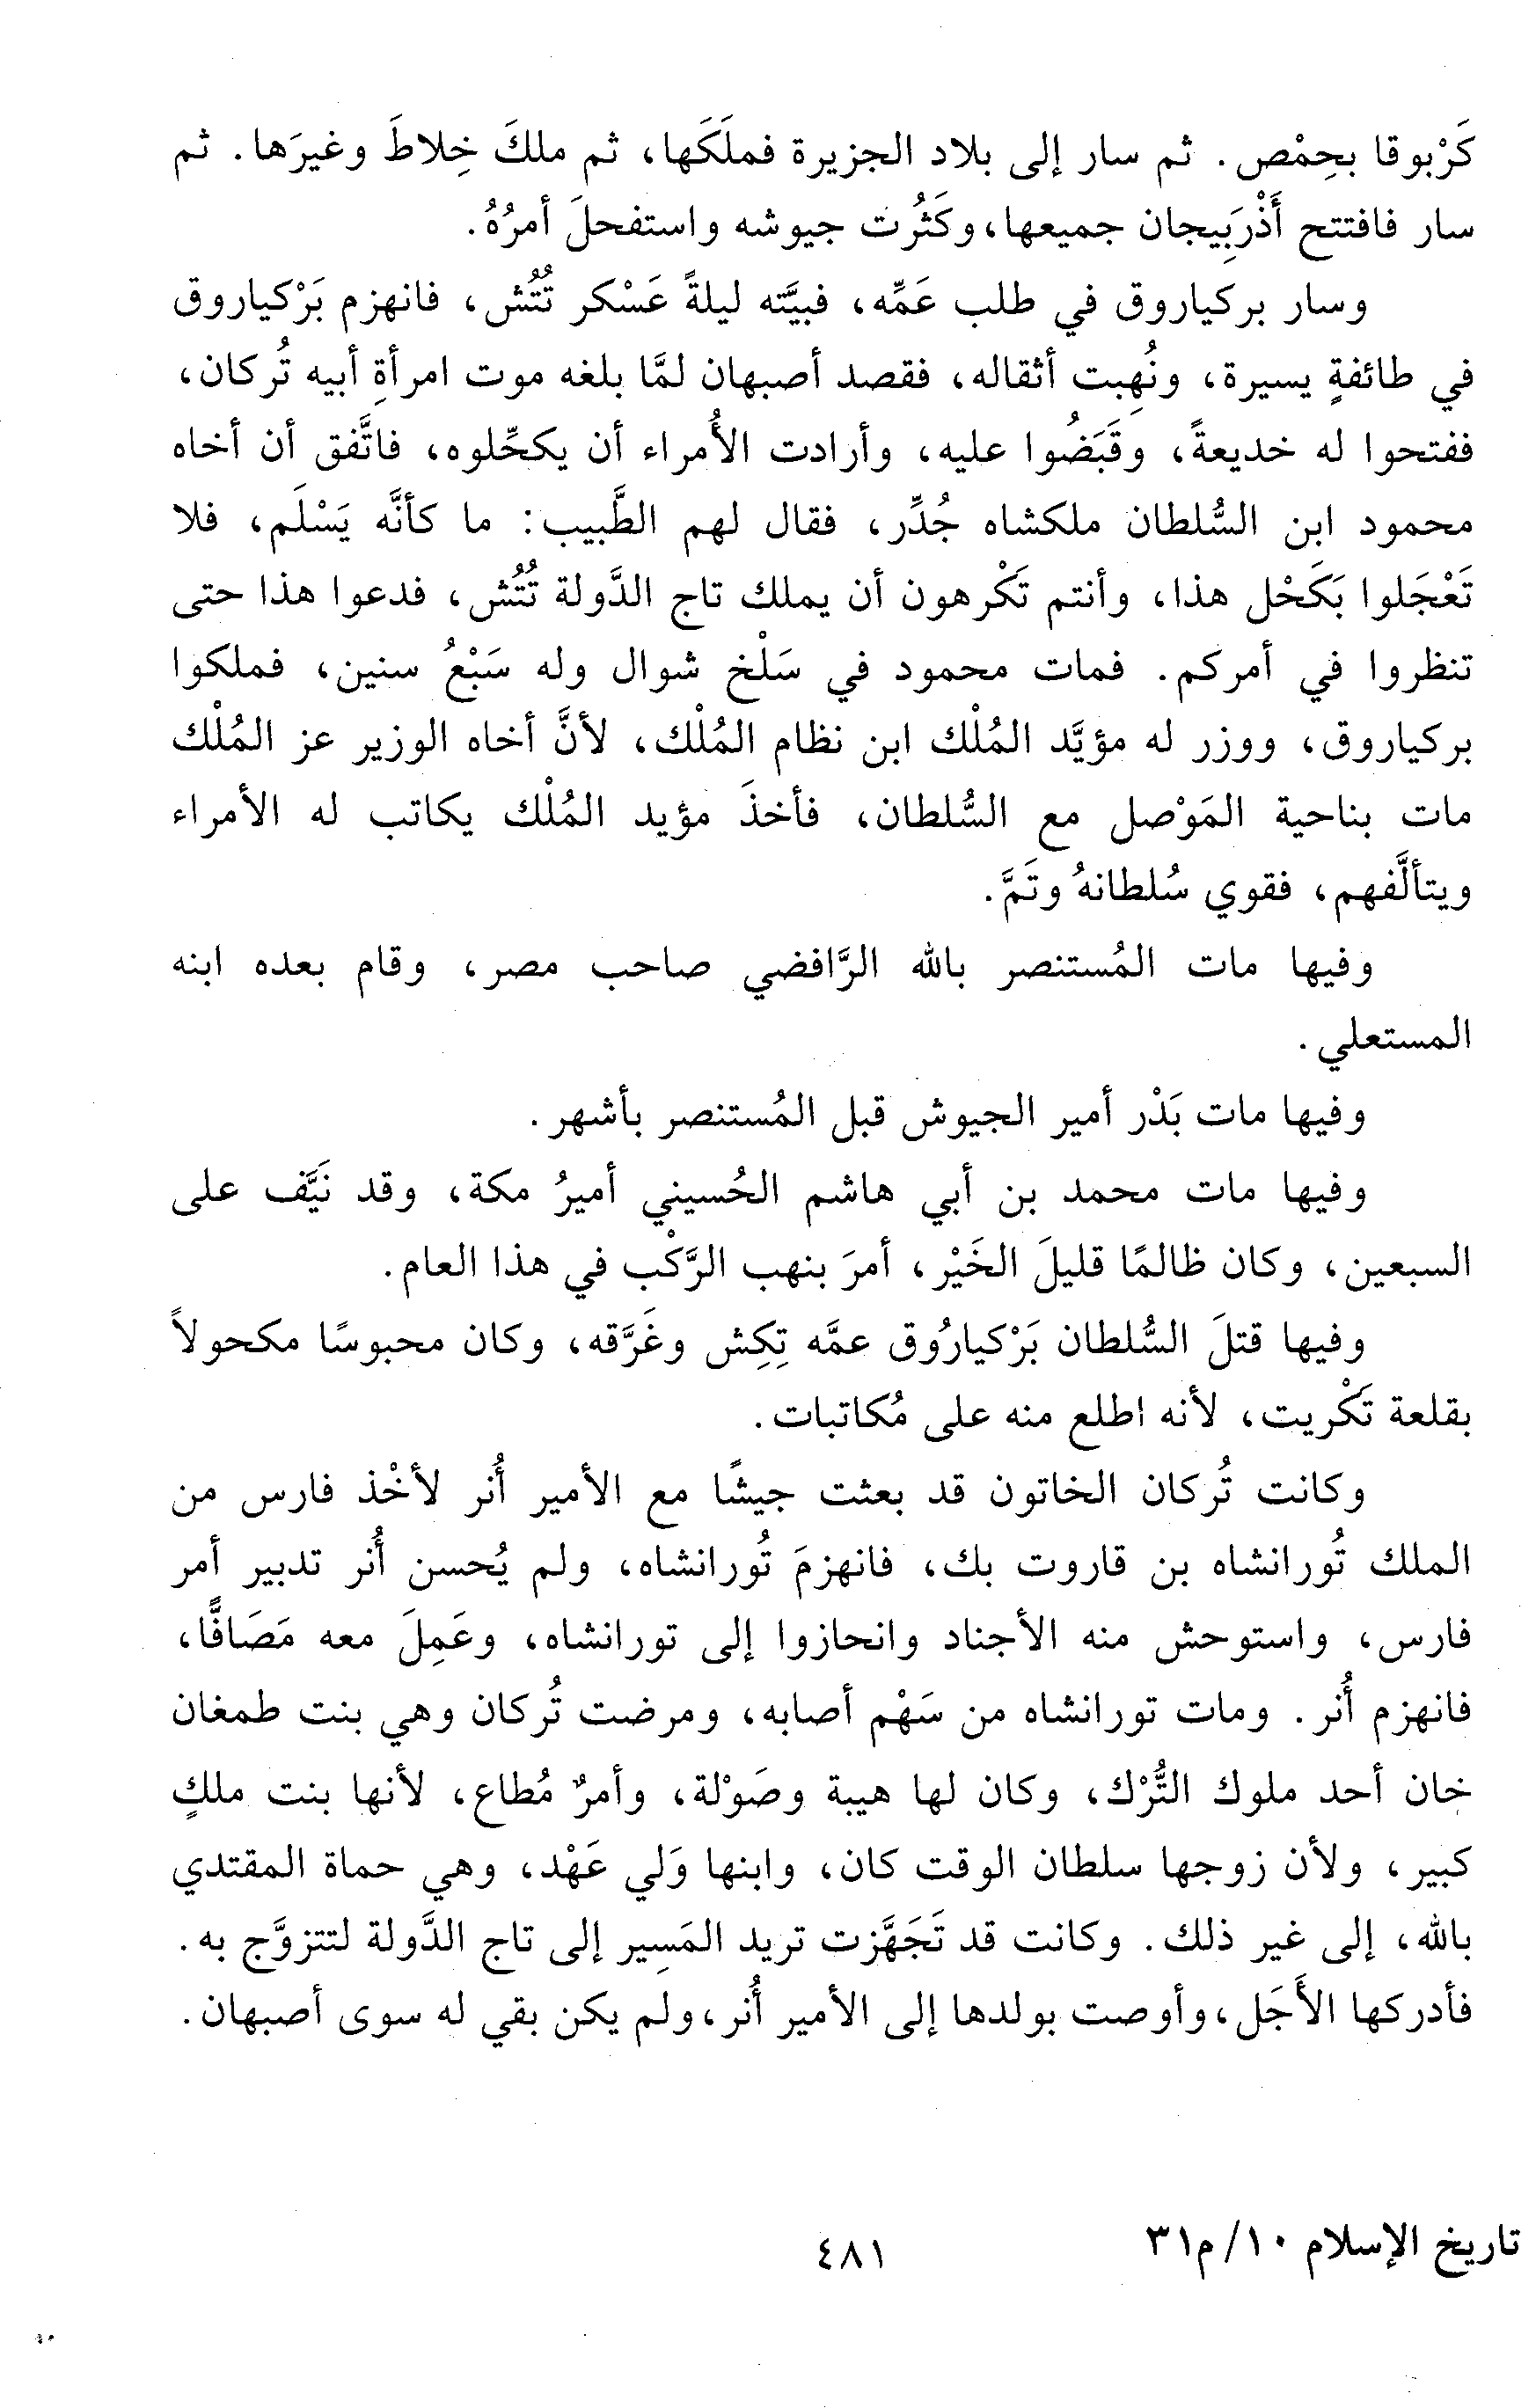 كَرْبوقا بحِمْص. ثم سار إلى بلاد الجزيرة فملَكَها، ثم ملكَ خِلاطَ وغيرَها. ثم
سار فافتتح أَذْرَبِيجان جميعها، وكَثُرت جيوشه واستفحلَ أمرُهُ.
وسار بركياروق في طلب عَمِّه، فبيَّته ليلةً عَسْكر تُتُش، فانهزم بَرْكياروق
في طائفةٍ يسيرة، ونُهِبت أثقاله، فقصد أصبهان لمَّا بلغه موت امرأةِ أبيه تُركان،
ففتحوا له خديعةً، وقَبَضُوا عليه، وأرادت الأُمراء أن يكحِّلوه، فاتَّفق أن أخاه
محمود ابن السُّلطان ملكشاه جُدِّر، فقال لهم الطَّبيب: ما كأنَّه يَسْلَم، فلا
تَعْجَلوا بَكَحْل هذا، وأنتم تَكْرهون أن يملك تاج الدَّولة تُتُش، فدعوا هذا حتى
تنظروا في أمركم. فمات محمود في سَلْخ شوال وله سَبْعُ سنين، فملكوا
بركياروق، ووزر له مؤيَّد المُلْك ابن نظام المُلْك، لأنَّ أخاه الوزير عز المُلْك
مات بناحية المَوْصل مع السُّلطان، فأخذَ مؤيد المُلْك يكاتب له الأمراء
ويتألَّفهم، فقوي سُلطانهُ وتَمَّ.
وفيها مات المُستنصر بالله الرَّافضي صاحب مصر، وقام بعده ابنه
المستعلي.
وفيها مات بَدْر أمير الجيوش قبل المُستنصر بأشهر.
وفيها مات محمد بن أبي هاشم الحُسيني أميرُ مكة، وقد نَيَّف على
السبعين، وكان ظالمًا قليلَ الخَيْر، أمرَ بنهب الرَّكْب في هذا العام.
وفيها قتلَ السُّلطان بَرْكيارُوق عمَّه تِكِش وغَرَّقه، وكان محبوسًا مكحولاً
بقلعة تَكْريت، لأنه اطلع منه على مُكاتبات.
وكانت تُركان الخاتون قد بعثت جيشًا مع الأمير أُنر لأخْذ فارس من
الملك تُورانشاه بن قاروت بك، فانهزمَ تُورانشاه، ولم يُحسن أُنر تدبير أمر
فارس، واستوحش منه الأجناد وانحازوا إلى تورانشاه، وعَمِلَ معه مَصَافًّا،
فانهزم أُنر. ومات تورانشاه من سَهْم أصابه، ومرضت تُركان وهي بنت طمغان
خان أحد ملوك التُّرْك، وكان لها هيبة وصَوْلة، وأمرٌ مُطاع، لأنها بنت ملكٍ
كبير، ولأن زوجها سلطان الوقت كان، وابنها وَلي عَهْد، وهي حماة المقتدي
بالله، إلى غير ذلك. وكانت قد تَجَهَّزت تريد المَسِير إلى تاج الدَّولة لتتزوَّج به.
فأدركها الأَجَل، وأوصت بولدها إلى الأمير أُنر، ولم يكن بقي له سوى أصبهان.
تاريخ الإسلام ١٠/ م٣١
٤٨١